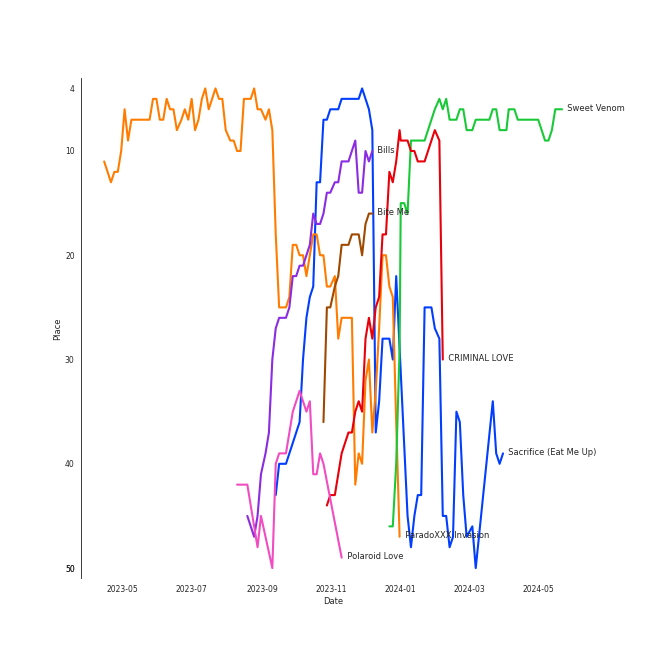 4
Sweet Venom
10
Bills
Bite Me
20
Place
30
CRIMINAL LOVE
40
Sacrifice (Eat Me Up)
ParadoXXX Invasion
Polaroid Love
50
2023-05
2023-07
2023-09
2023-11
2024-01
2024-03
2024-05
Date